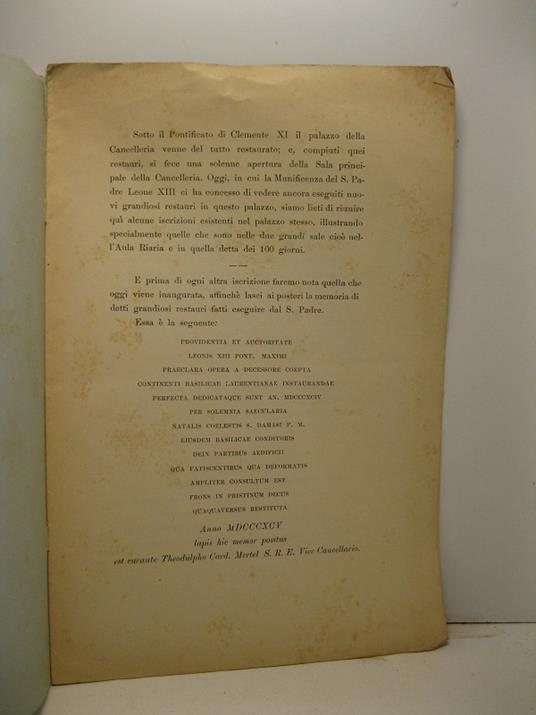 Sotto il Pontificato di Clemente XI il palazzo della
Cancelleria venne del tutto restaurato; e, compiuti quei
restauri, si fece una solenne apertura della Sala princi-
pale della Cancelleria. Oggi, in cui la Munificenza del S. Pa-
dre Leone XIII ci ha concesso di vedere ancora eseguiti nuo-
vi grandiosi restauri in questo palazzo, siamo lieti di riunire
quì alcune iscrizioni esistenti nel palazzo stesso, illustrando
specialmente quelle che sono nelle due grandi sale cioè nel-
l'Aula Riaria e in quella detta dei 100 giorni.
E prima di ogni altra iscrizione faremo nota quella che
oggi viene inaugurata, affinchè lasci ai posteri la memoria di
detti grandiosi restauri fatti eseguire dal S. Padre.
Essa è la seguente:
PROVIDENTIA ET AUCTORITATE
LEONIS XIII PONT. MAXIMI
PRAECLARA OPERA A DECESSORE COEPTA
CONTINENTI BASILICAE LAURENTIANAE INSTAURANDAE
PERFECTA DEDICATAQUE SUNT AN. MDCCCXCIV
PER SOLEMNIA SAECULARIA
NATALIS COELESTIS S. DAMASI P. M.
EIUSDEM BASILICAE CONDITORIS
DEIN PARTIBUS AEDIFICII
QUA FATISCENTIBUS QUA DEFORMATIS
AMPLITER CONSULTUM EST
FRONS IN PRISTINUM DECUS
QUAQUAVERSUS RESTITUTA
Anno MDCCCXCV
lapis hic memor positus
est curante Theodulpho Card. Mertel S. R. E. Vice Cancellario.